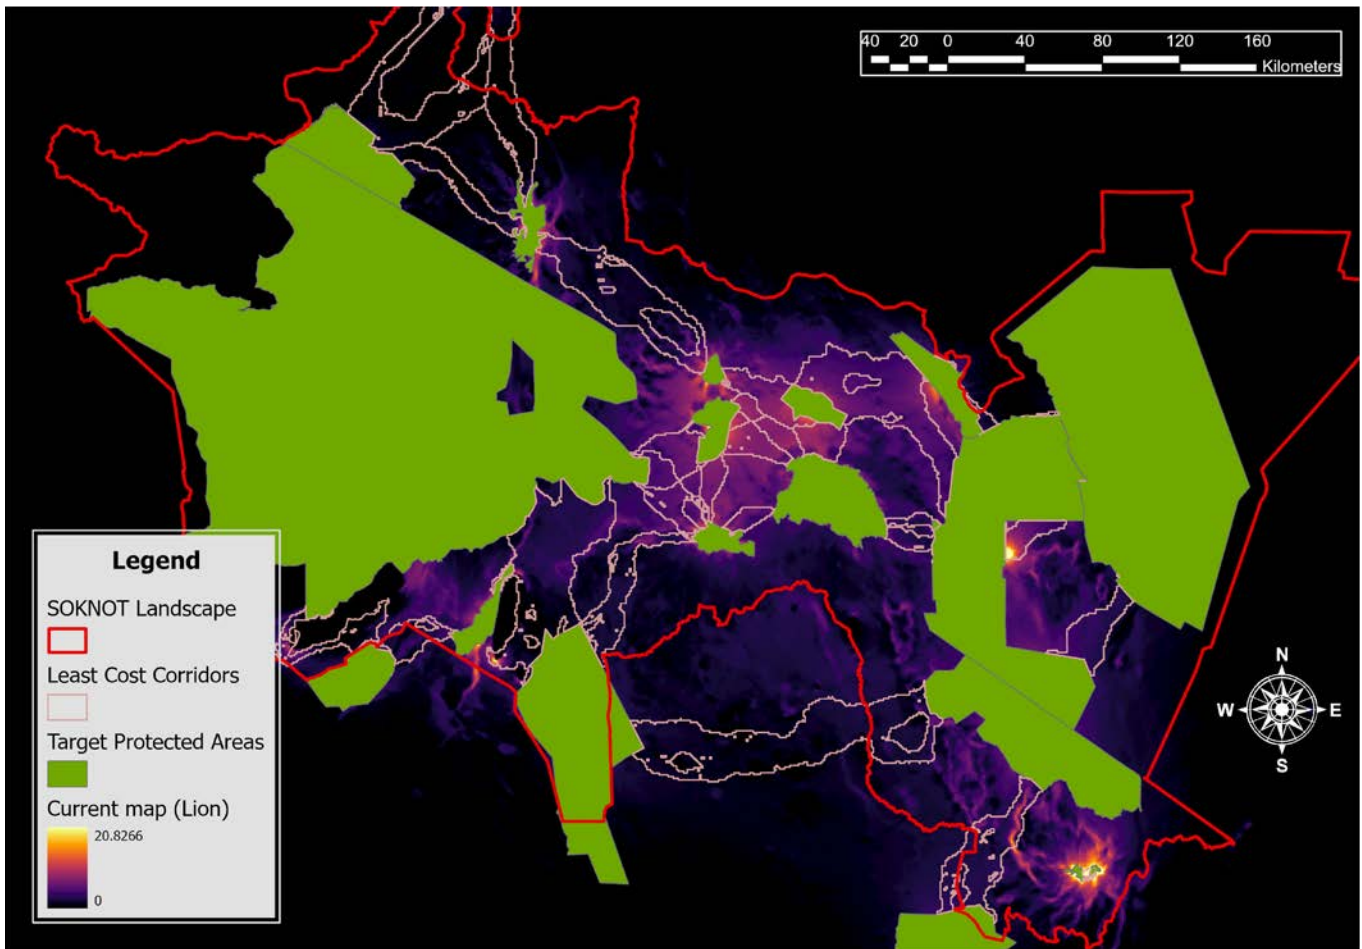 40 20 0 40 80 120 160
Kilometers
Legend
SOKNOT Landscape
Least Cost Corridors
Target Protected Areas
Current map (Lion)
20.8266
0
N
W E
S